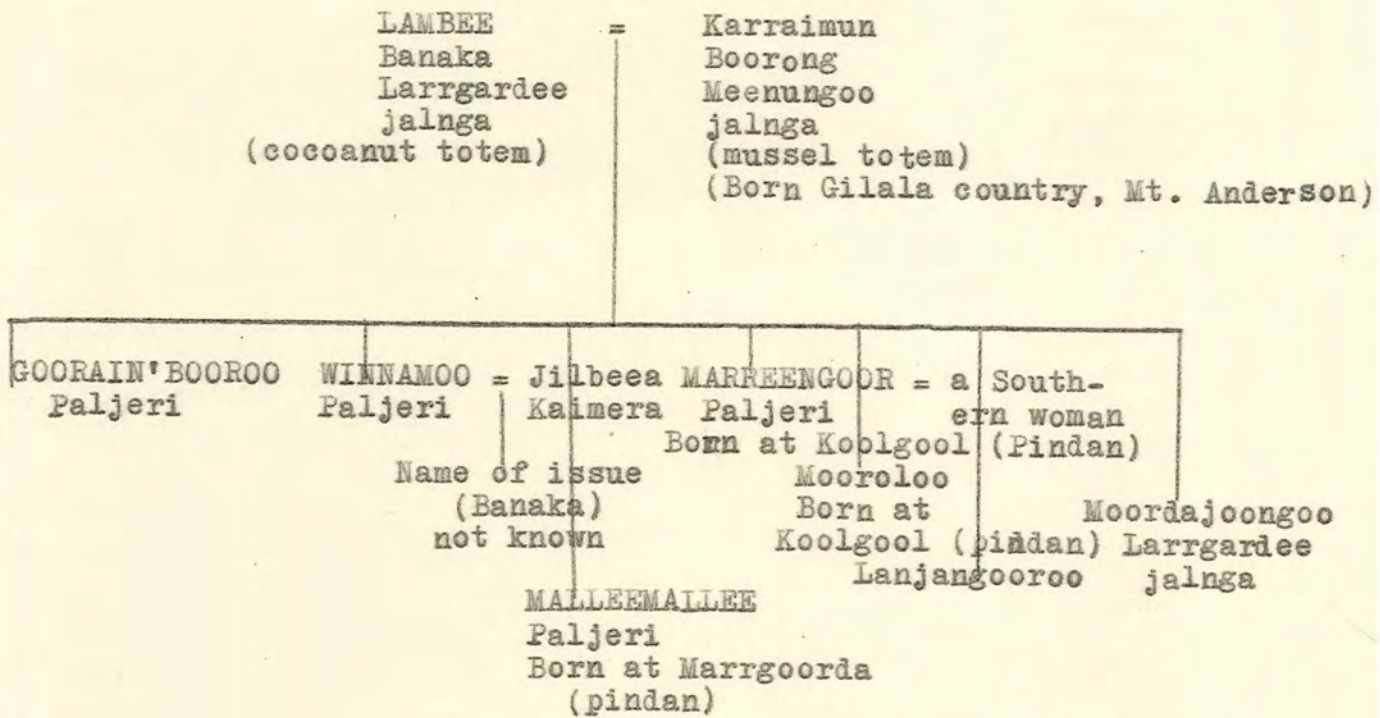 LAMBEE = Karraimun
Banaka Boorong
Larrgardee Meenungoo
jalnga jalnga
(cocoanut totem) (mussel totem)
(Born Gilala country, Mt. Anderson)
GOORAIN'BOOROO WINNAMOO = Jilbeea MARREENGOOR = a South-
Paljeri Paljeri Kaimera Paljeri ern woman
Born at Koolgool (Pindan)
Name of issue Mooroloo
(Banaka) Born at Moordajoongoo
not known Koolgool (pindan) Larrgardee
Lanjangooroo jalnga
MALLEEMALLEE
Paljeri
Born at Marrgoorda
(pindan)